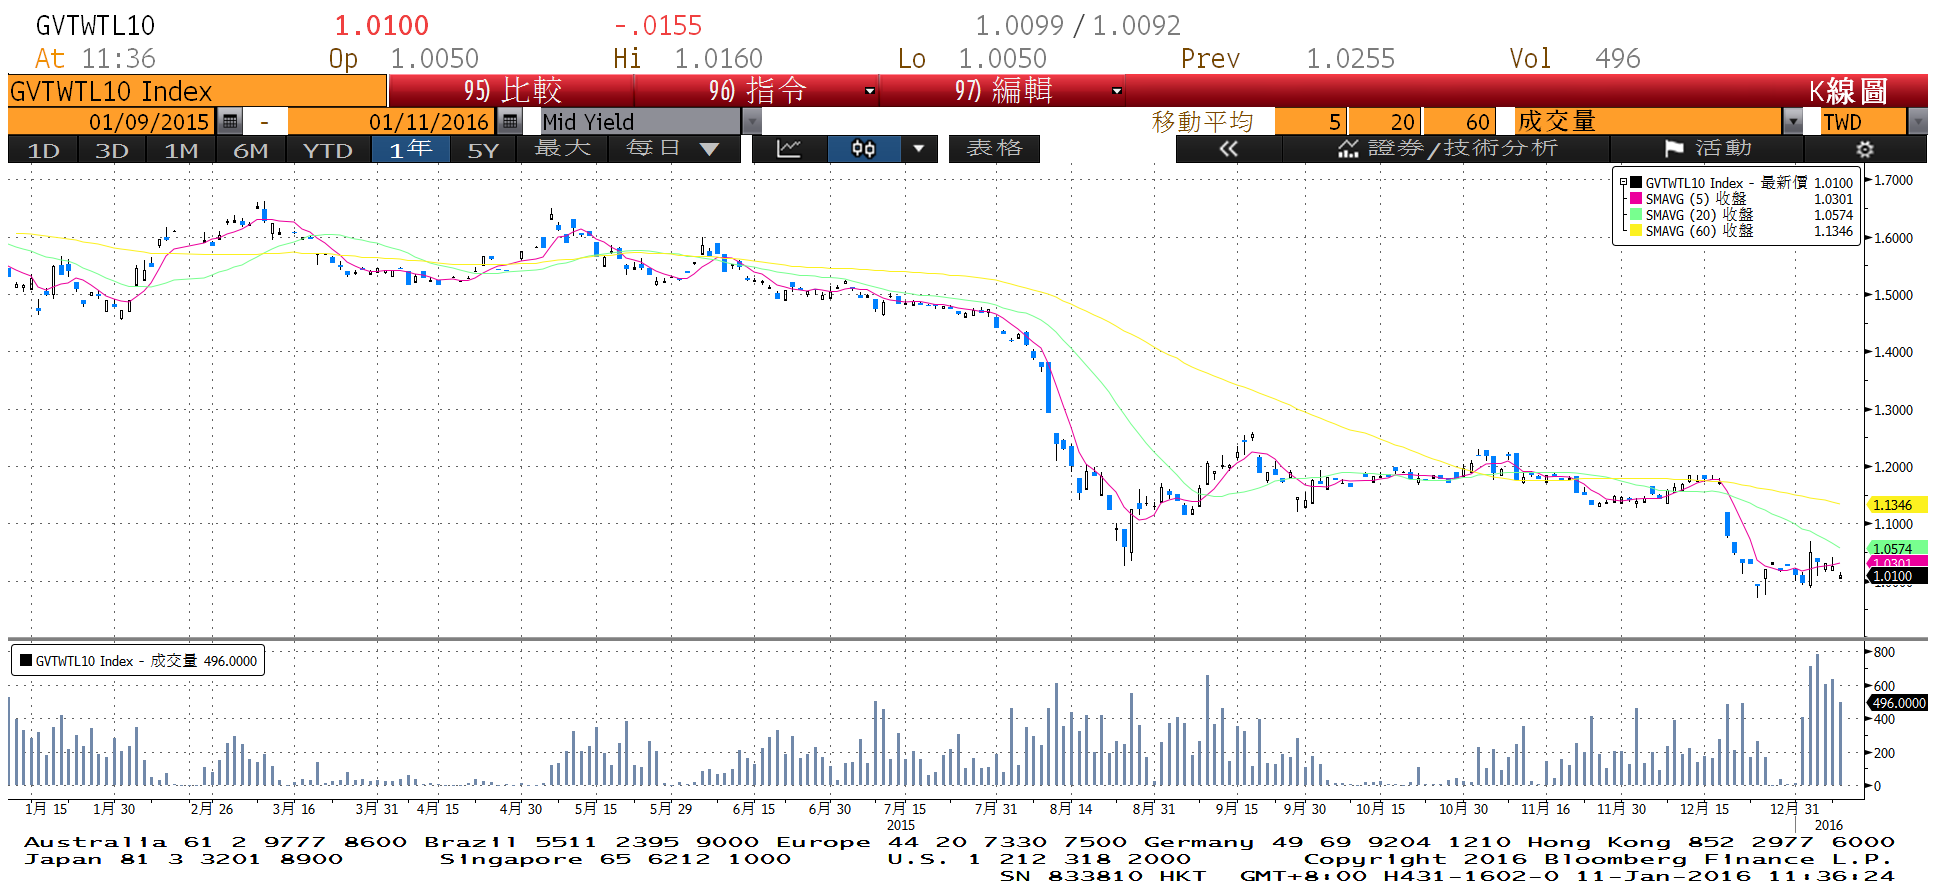 GVTWTL10 1.0100 -.0155 1.0099 / 1.0092
At 11:36 Op 1.0050 Hi 1.0160 Lo 1.0050 Prev 1.0255 Vol 496
GVTWTL10 Index 95) 比較 96) 指令 97) 編輯 K線圖
01/09/2015 - 01/11/2016 Mid Yield 移動平均 5 20 60 成交量 TWD
1D 3D 1M 6M YTD 1年 5Y 最大 每日 表格 證券/技術分析 活動
GVTWTL10 Index - 最新價 1.0100
SMAVG (5) 收盤 1.0301
SMAVG (20) 收盤 1.0574
SMAVG (60) 收盤 1.1346
1.7000
1.6000
1.5000
1.4000
1.3000
1.2000
1.1346
1.1000
1.0574
1.0301
1.0100
GVTWTL10 Index - 成交量 496.0000
800
600
496.0000
400
200
0
1月 15 1月 30 2月 26 3月 16 3月 31 4月 15 4月 30 5月 15 5月 29 6月 15 6月 30 7月 15 7月 31 8月 14 8月 31 9月 15 9月 30 10月 15 10月 30 11月 16 11月 30 12月 15 12月 31
2015 2016
Australia 61 2 9777 8600 Brazil 5511 2395 9000 Europe 44 20 7330 7500 Germany 49 69 9204 1210 Hong Kong 852 2977 6000
Japan 81 3 3201 8900 Singapore 65 6212 1000 U.S. 1 212 318 2000 Copyright 2016 Bloomberg Finance L.P.
SN 833810 HKT GMT+8:00 H431-1602-0 11-Jan-2016 11:36:24